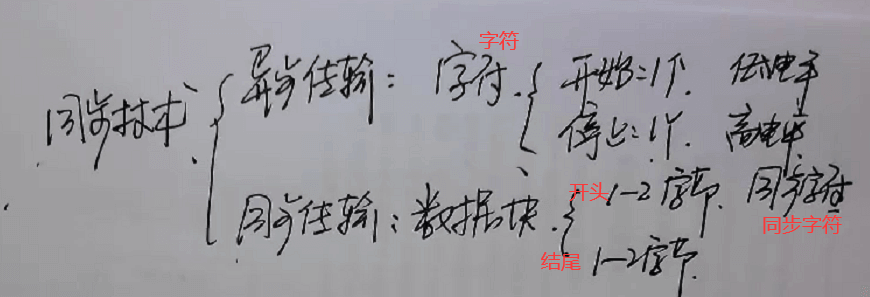 字符
异步传输：字符 开始：1个 低电平
停止：1个 高电平
同步技术
开头 1-2字节 同步字符
同步传输：数据块
同步字符
结尾 1-2字节